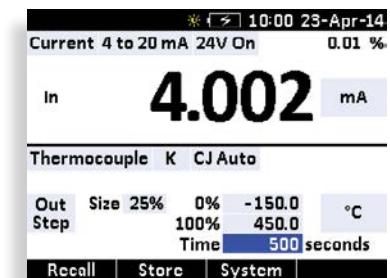 10:00 23-Apr-14
Current 4 to 20 mA 24V On 0.01 %
In 4.002 mA
Thermocouple K CJ Auto
Out Size 25% 0% -150.0 °C
Step 100% 450.0
Time 500 seconds
Recall Store System